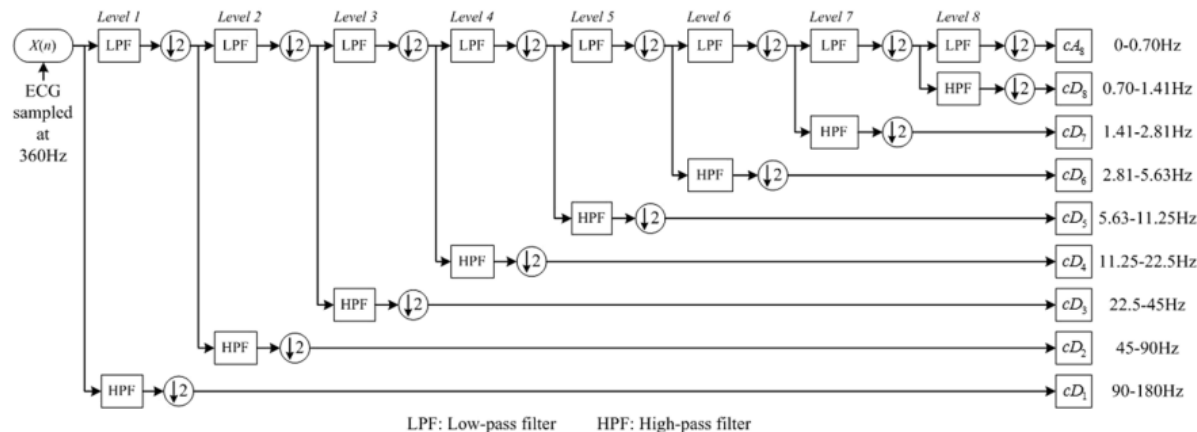 Level 1 Level 2 Level 3 Level 4 Level 5 Level 6 Level 7 Level 8
X(n) LPF ↓2 LPF ↓2 LPF ↓2 LPF ↓2 LPF ↓2 LPF ↓2 LPF ↓2 LPF ↓2 cA₈ 0-0.70Hz
ECG
sampled
at
360Hz
HPF ↓2 cD₈ 0.70-1.41Hz
HPF ↓2 cD₇ 1.41-2.81Hz
HPF ↓2 cD₆ 2.81-5.63Hz
HPF ↓2 cD₅ 5.63-11.25Hz
HPF ↓2 cD₄ 11.25-22.5Hz
HPF ↓2 cD₃ 22.5-45Hz
HPF ↓2 cD₂ 45-90Hz
HPF ↓2 cD₁ 90-180Hz
LPF: Low-pass filter HPF: High-pass filter